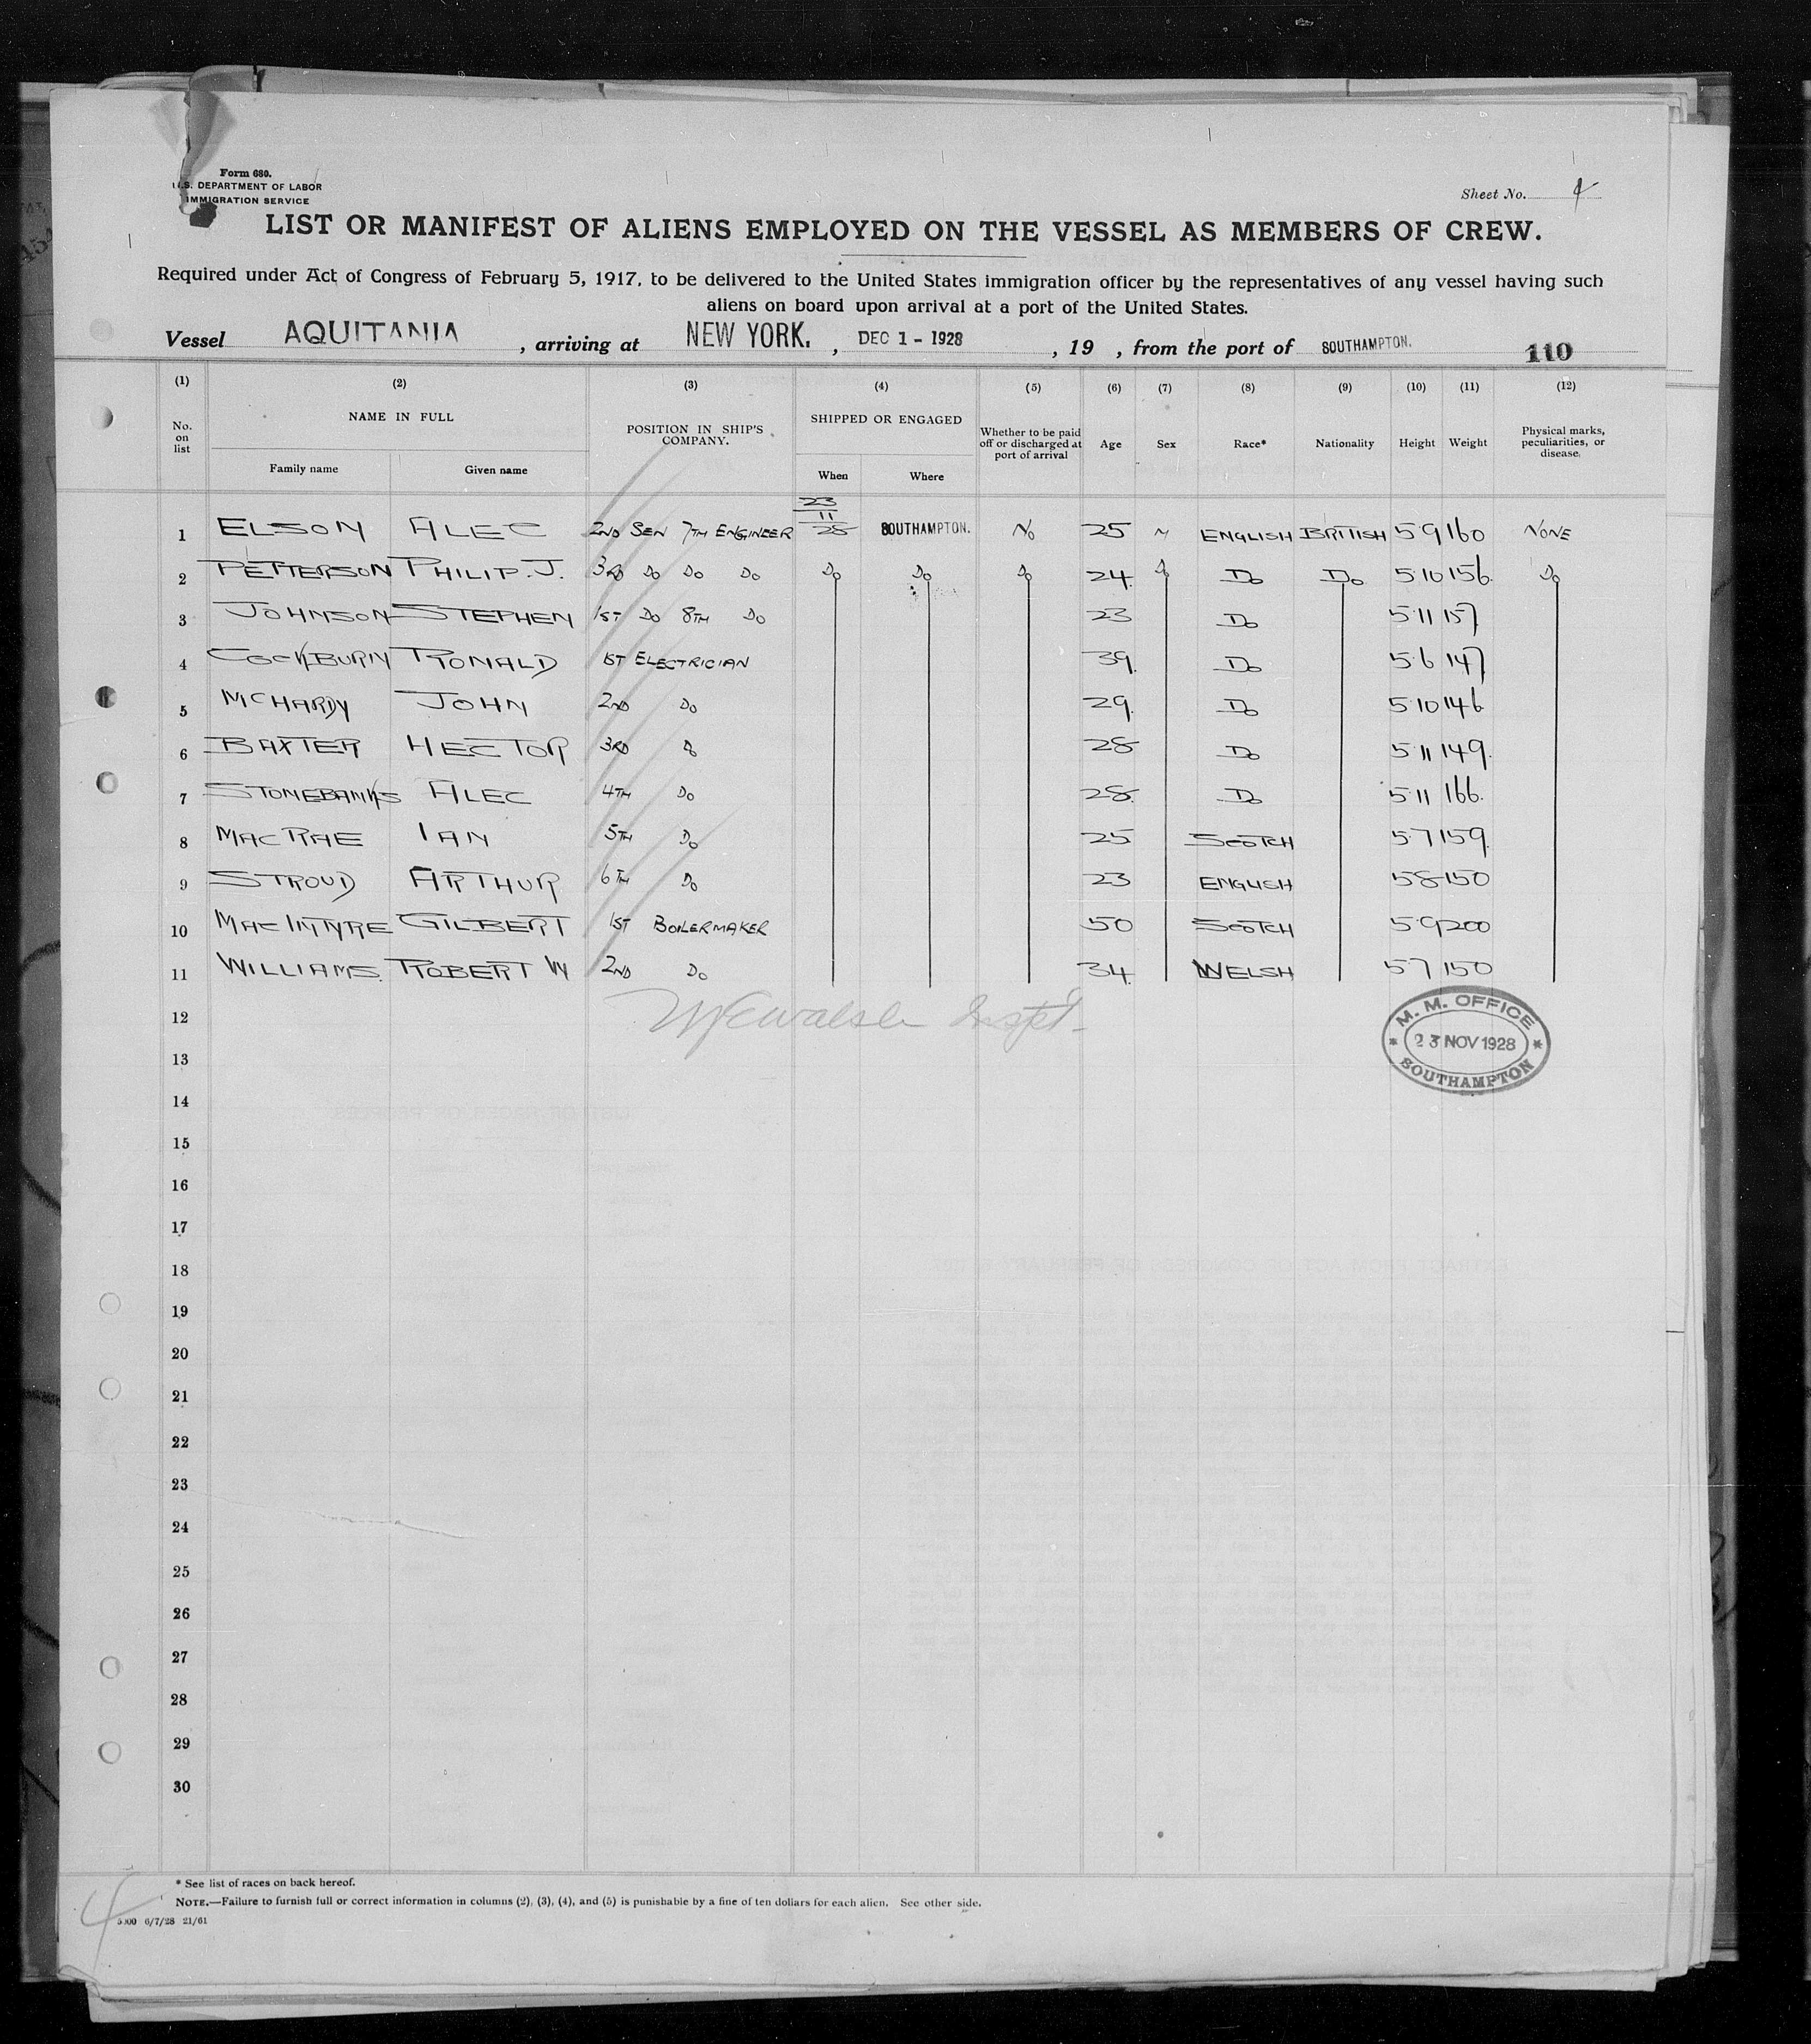 Form 680.
U.S. DEPARTMENT OF LABOR
IMMIGRATION SERVICE
Sheet No. 4
LIST OR MANIFEST OF ALIENS EMPLOYED ON THE VESSEL AS MEMBERS OF CREW.
Required under Act of Congress of February 5, 1917, to be delivered to the United States immigration officer by the representatives of any vessel having such
aliens on board upon arrival at a port of the United States.
Vessel AQUITANIA, arriving at NEW YORK., DEC 1 - 1928, 19 , from the port of SOUTHAMPTON. 110
(1) (2) (3) (4) (5) (6) (7) (8) (9) (10) (11) (12)
No. on list NAME IN FULL POSITION IN SHIP'S COMPANY. SHIPPED OR ENGAGED Whether to be paid off or discharged at port of arrival Age Sex Race* Nationality Height Weight Physical marks, peculiarities, or disease.
Family name Given name When Where
1 ELSON ALEC 2ND SEN 7TH ENGINEER 23/11/28 SOUTHAMPTON. NO 25 M ENGLISH BRITISH 5 9 160 NONE
2 PETTERSON PHILIP. J. 3RD DO DO DO DO DO DO 24. DO DO DO 5 10 156. DO
3 JOHNSON STEPHEN 1ST DO 8TH DO 23 DO 5 11 157
4 COCKBURN RONALD 1ST ELECTRICIAN 39. DO 5 6 147
5 MCHARDY JOHN 2ND DO 29. DO 5 10 146
6 BAXTER HECTOR 3RD DO 28 DO 5 11 149.
7 STONEBANKS ALEC 4TH DO 28. DO 5 11 166.
8 MACRAE IAN 5TH DO 25 SCOTCH 5 7 159.
9 STROUD ARTHUR 6TH DO 23 ENGLISH 5 8 150
10 MACINTYRE GILBERT 1ST BOILERMAKER 50 SCOTCH 5 9 200
11 WILLIAMS. ROBERT W 2ND DO 34. WELSH 5 7 150
12
M. M. OFFICE
23 NOV 1928
SOUTHAMPTON
13
14
15
16
17
18
19
20
21
22
23
24
25
26
27
28
29
30
* See list of races on back hereof.
NOTE.—Failure to furnish full or correct information in columns (2), (3), (4), and (5) is punishable by a fine of ten dollars for each alien. See other side.
4
5000 6/7/28 21/61